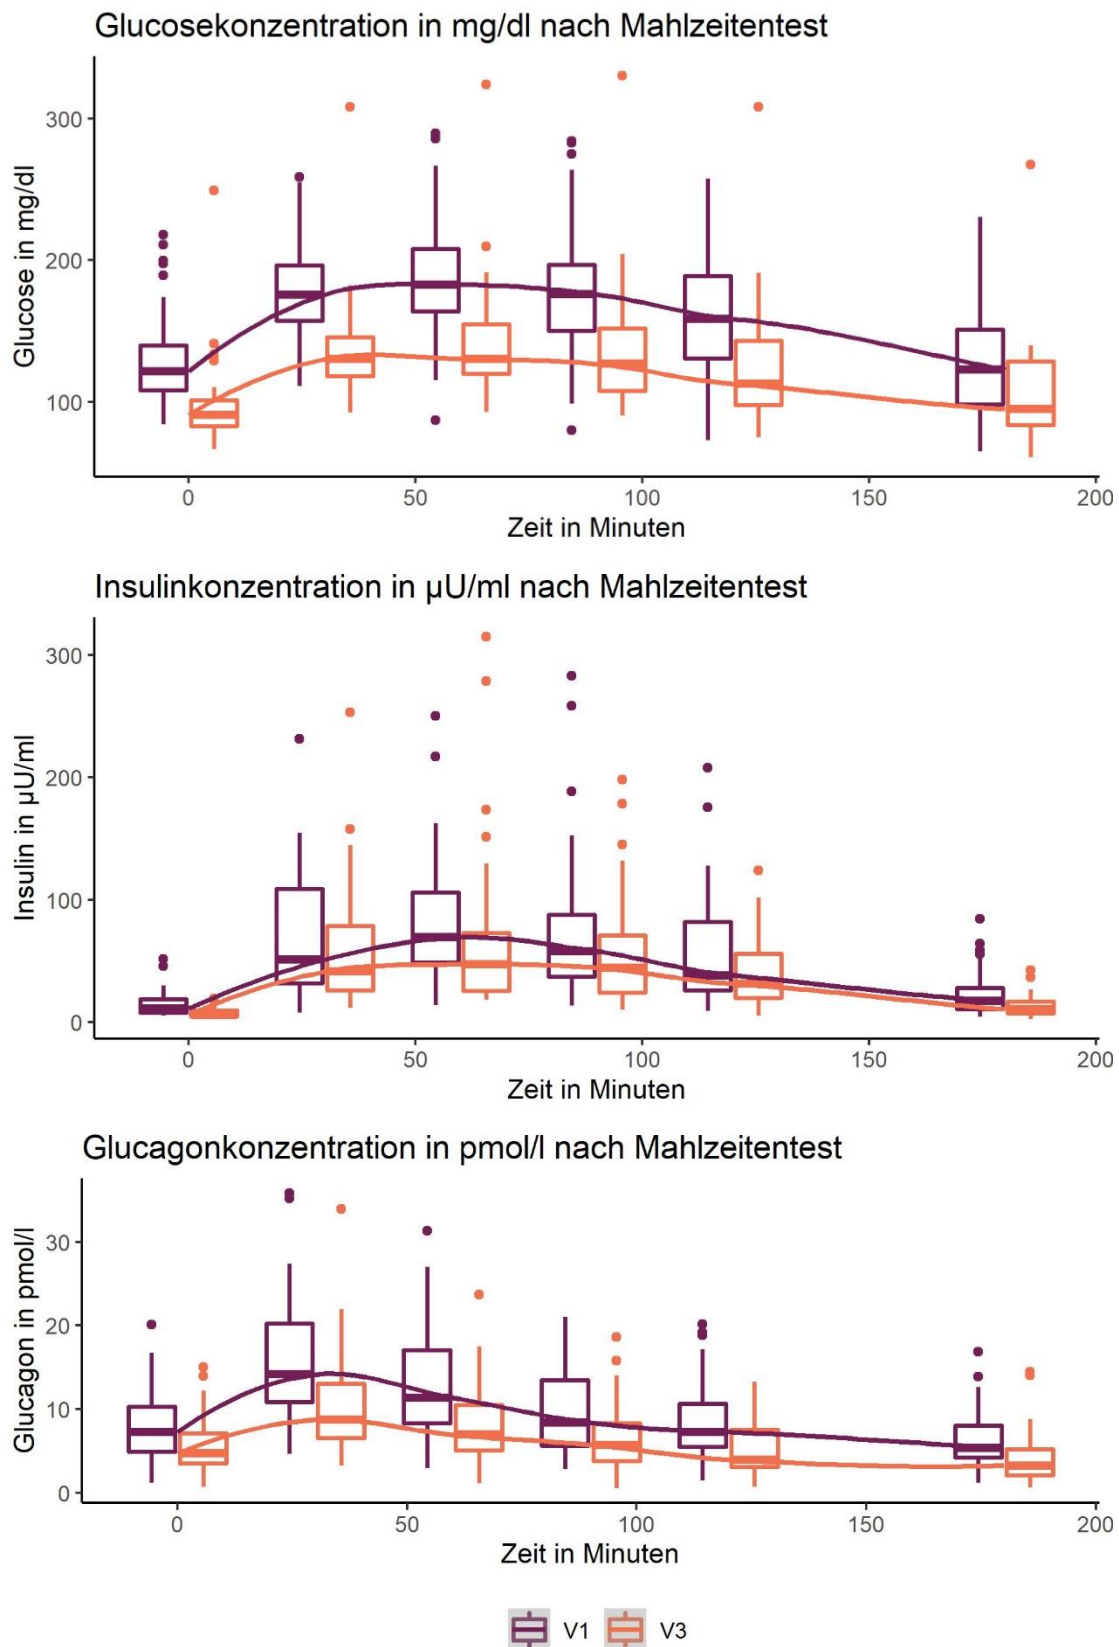 Glucosekonzentration in mg/dl nach Mahlzeitentest
Glucose in mg/dl
300
200
100
0 50 100 150 200
Zeit in Minuten
Insulinkonzentration in µU/ml nach Mahlzeitentest
Insulin in µU/ml
300
200
100
0
0 50 100 150 200
Zeit in Minuten
Glucagonkonzentration in pmol/l nach Mahlzeitentest
Glucagon in pmol/l
30
20
10
0
0 50 100 150 200
Zeit in Minuten
V1 V3